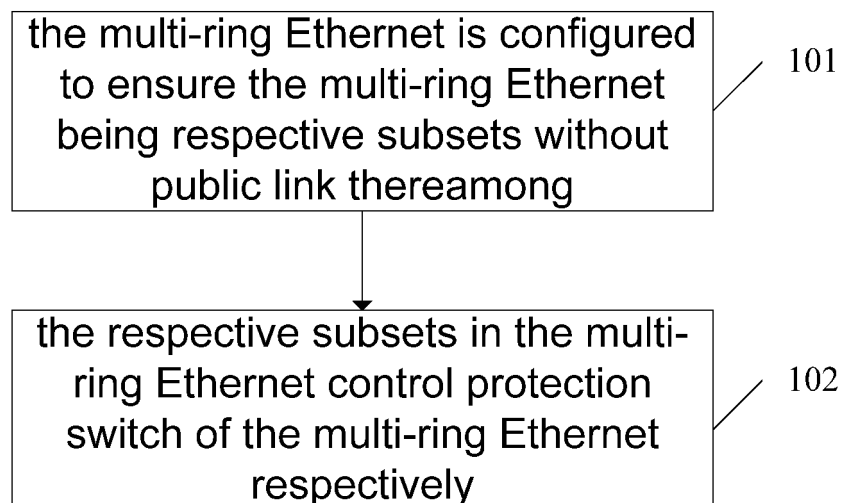 the multi-ring Ethernet is configured
to ensure the multi-ring Ethernet
being respective subsets without
public link thereamong
101
the respective subsets in the multi-
ring Ethernet control protection
switch of the multi-ring Ethernet
respectively
102